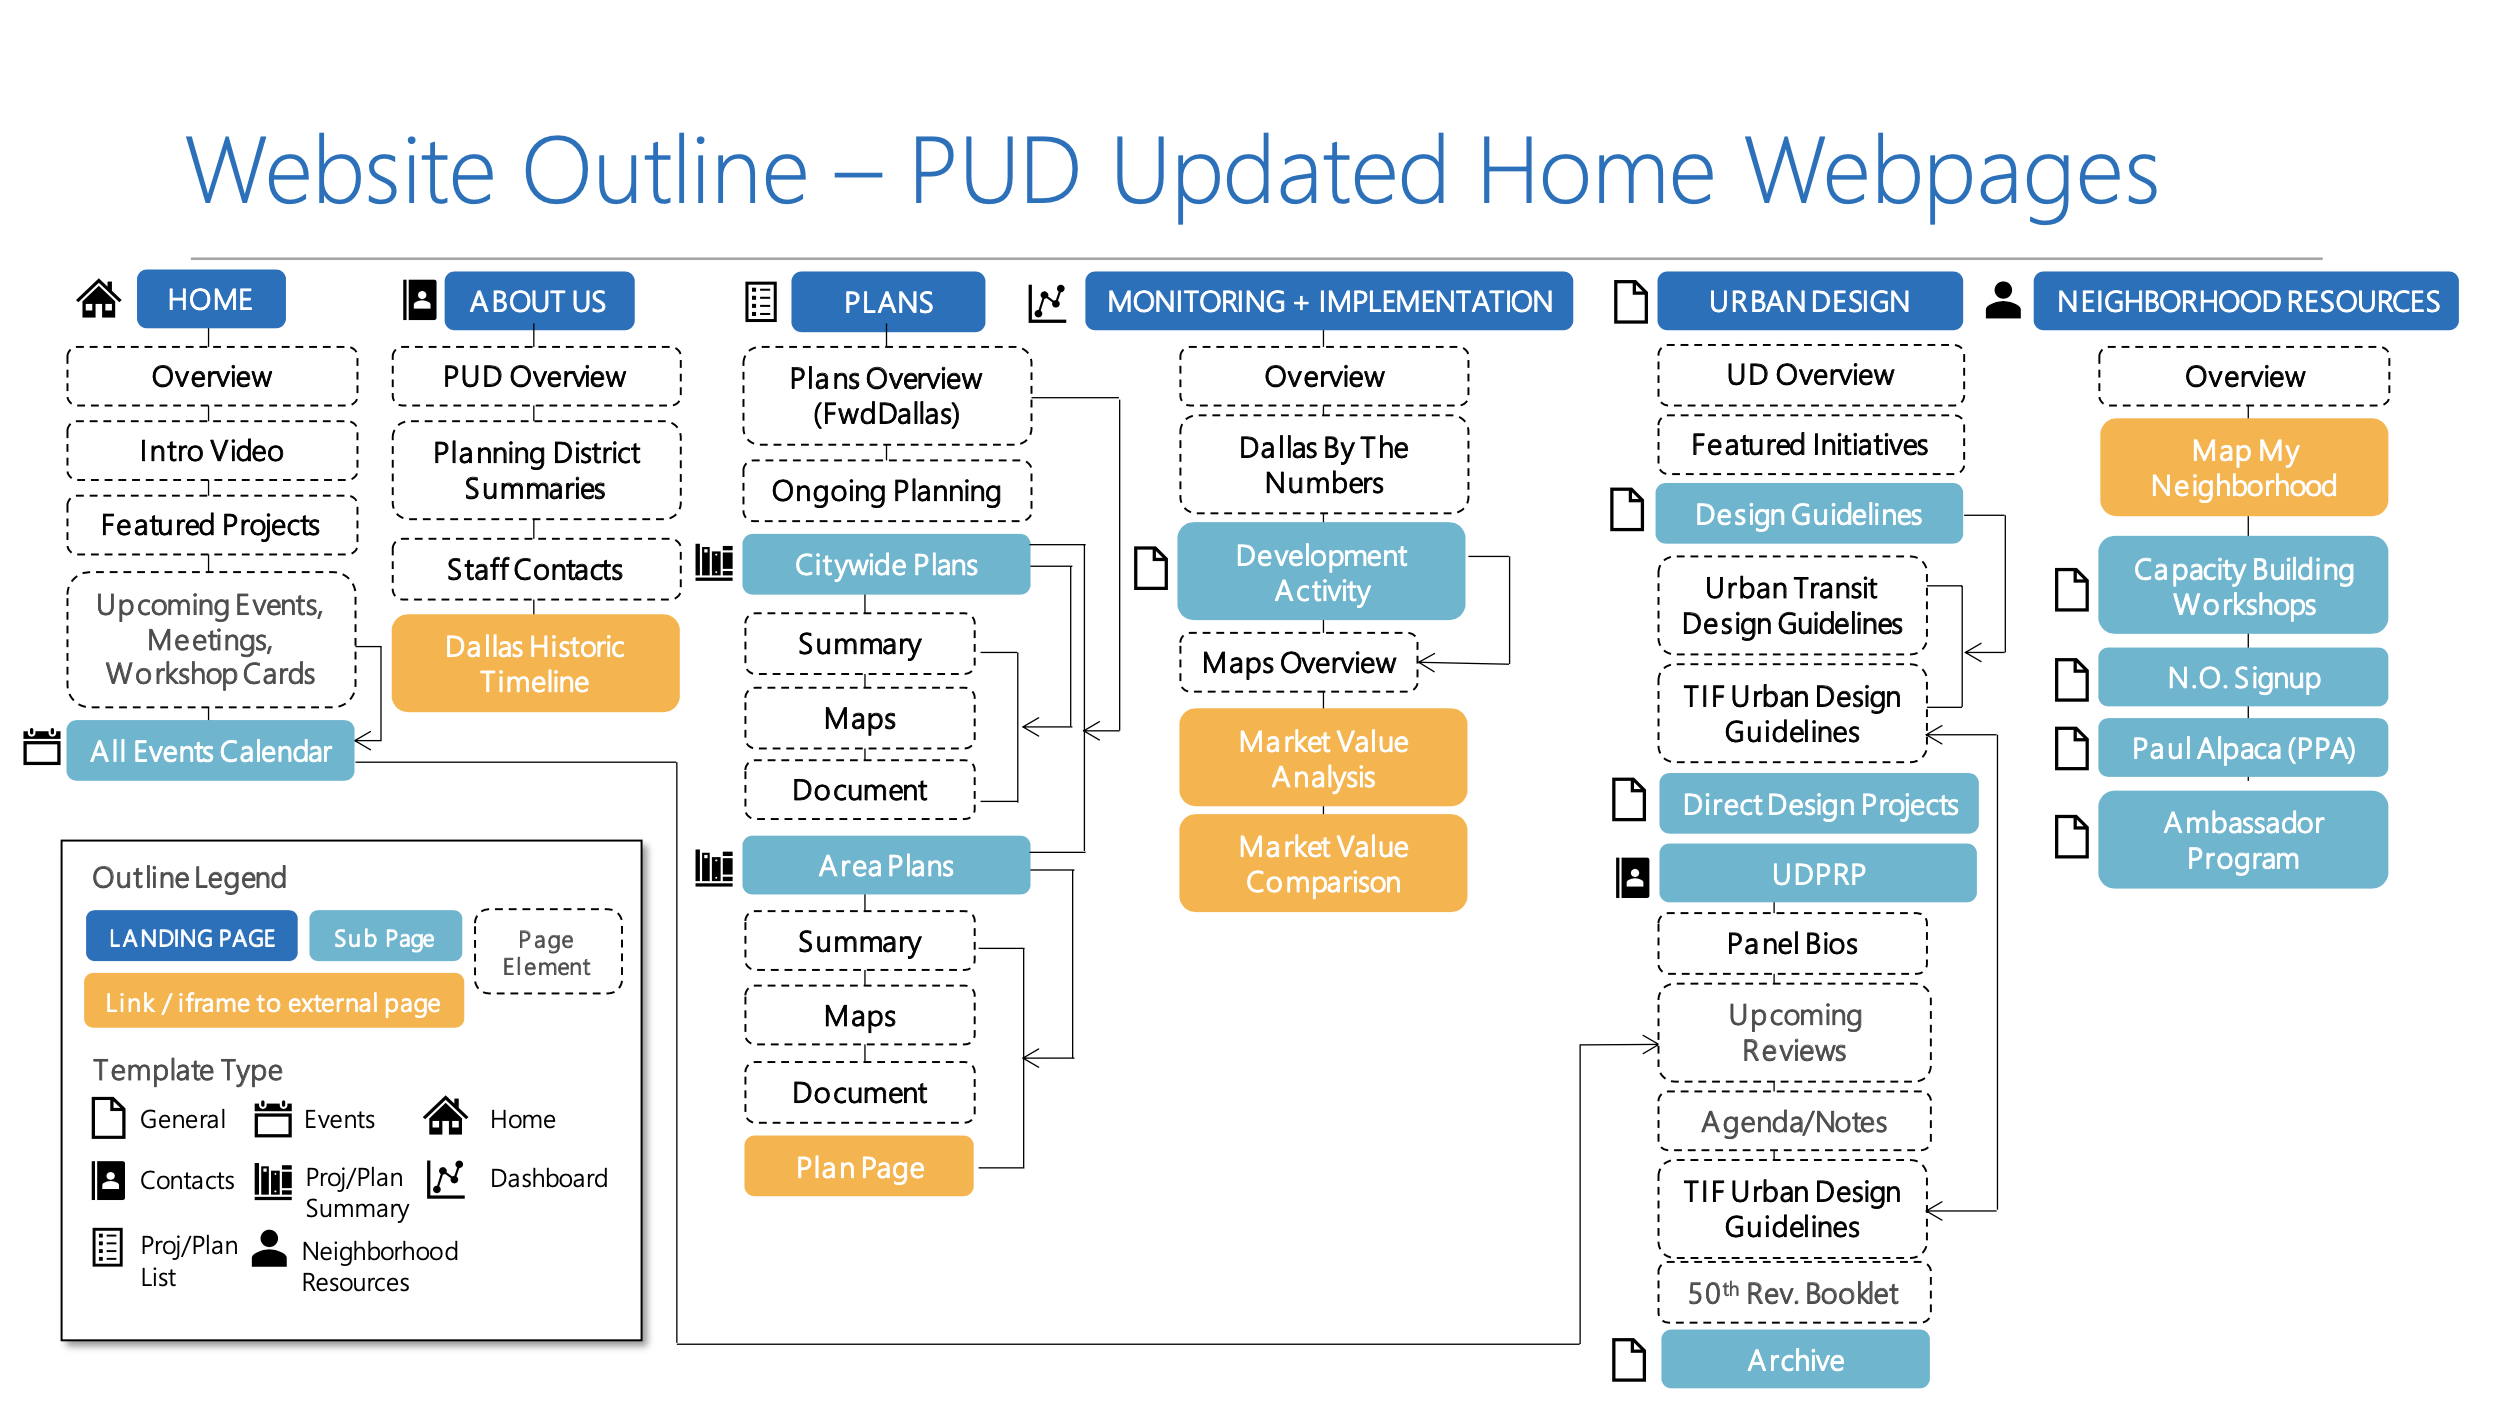 Website Outline – PUD Updated Home Webpages
HOME
Overview
Intro Video
Featured Projects
Upcoming Events,
Meetings,
Workshop Cards
All Events Calendar
ABOUT US
PUD Overview
Planning District
Summaries
Staff Contacts
Dallas Historic
Timeline
PLANS
Plans Overview
(FwdDallas)
Ongoing Planning
Citywide Plans
Summary
Maps
Document
Area Plans
Summary
Maps
Document
Plan Page
MONITORING + IMPLEMENTATION
Overview
Dallas By The
Numbers
Development
Activity
Maps Overview
Market Value
Analysis
Market Value
Comparison
URBAN DESIGN
UD Overview
Featured Initiatives
Design Guidelines
Urban Transit
Design Guidelines
TIF Urban Design
Guidelines
Direct Design Projects
UDPRP
Panel Bios
Upcoming
Reviews
Agenda/Notes
TIF Urban Design
Guidelines
50th Rev. Booklet
Archive
NEIGHBORHOOD RESOURCES
Overview
Map My
Neighborhood
Capacity Building
Workshops
N.O. Signup
Paul Alpaca (PPA)
Ambassador
Program
Outline Legend
LANDING PAGE
Sub Page
Page
Element
Link / iframe to external page
Template Type
General
Events
Home
Contacts
Proj/Plan
Summary
Dashboard
Proj/Plan
List
Neighborhood
Resources